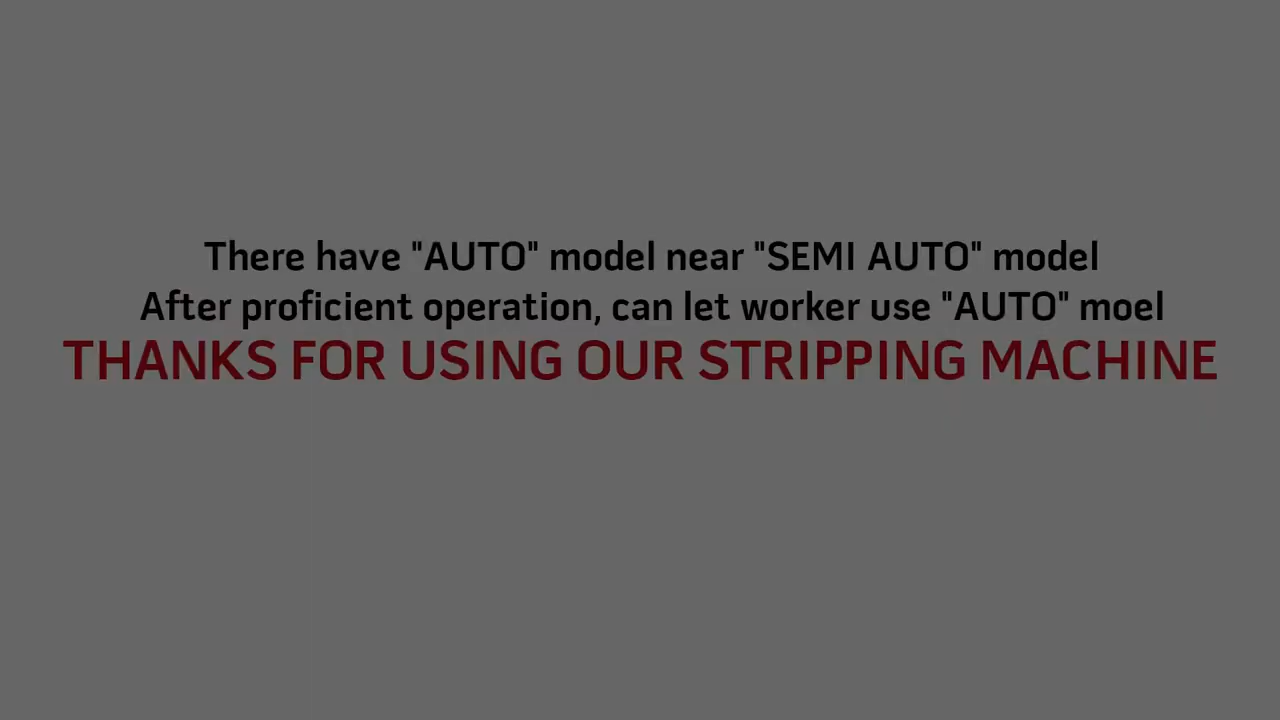 There have "AUTO" model near "SEMI AUTO" model
After proficient operation, can let worker use "AUTO" moel
THANKS FOR USING OUR STRIPPING MACHINE